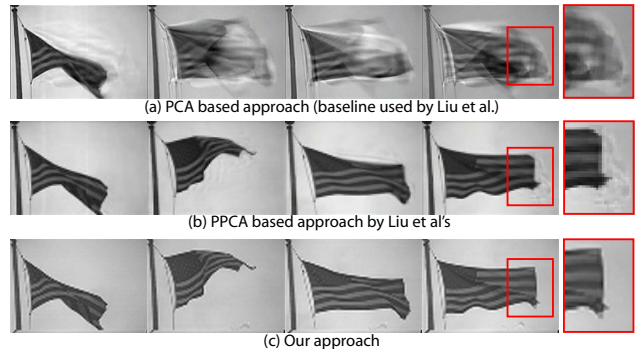 (a) PCA based approach (baseline used by Liu et al.)
(b) PPCA based approach by Liu et al's
(c) Our approach